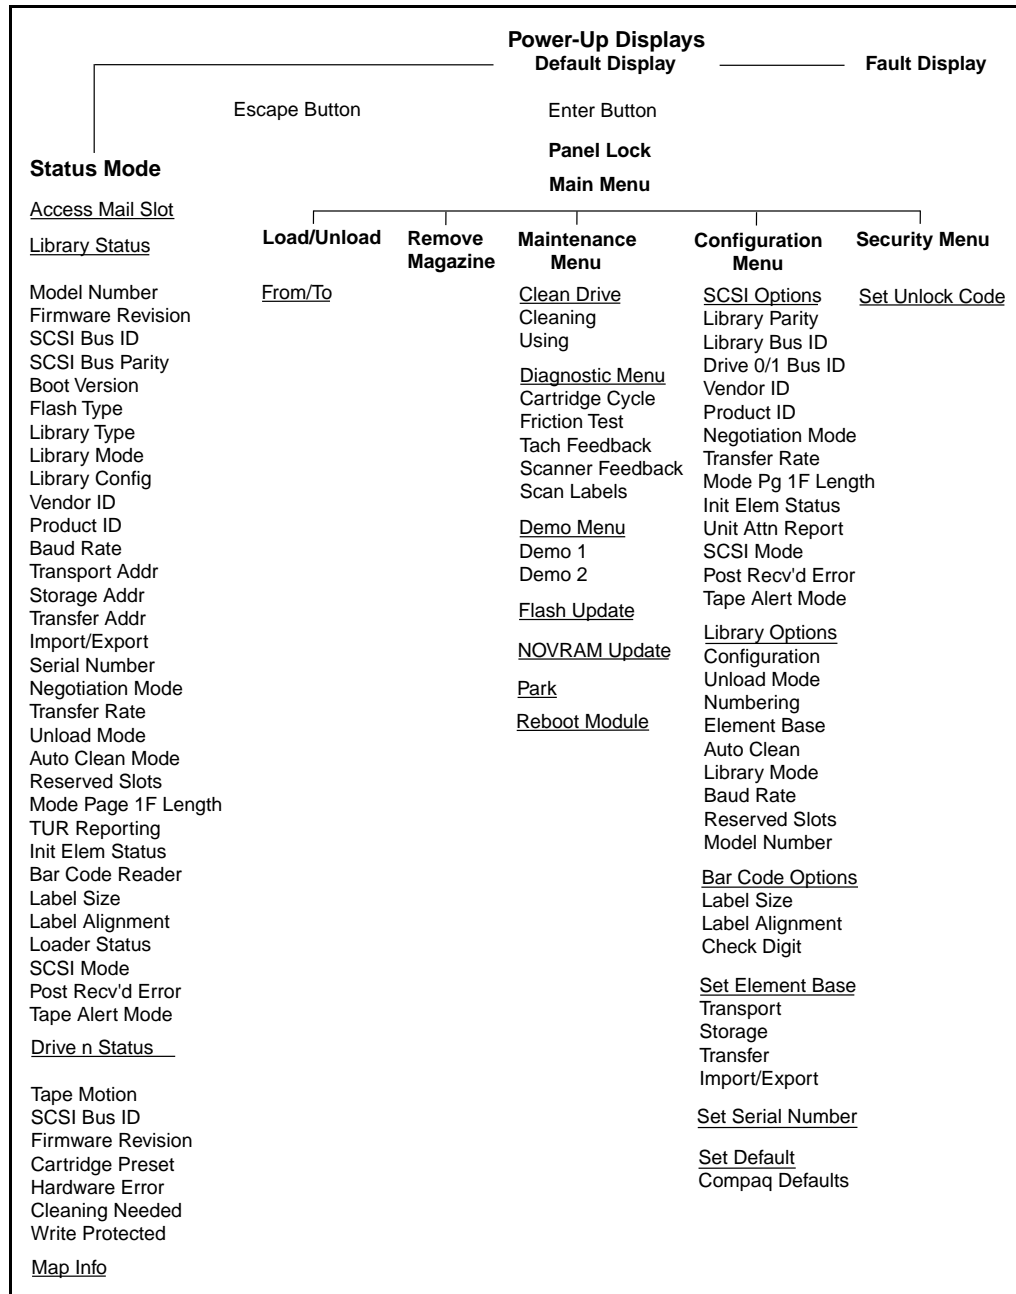 Power-Up Displays
Default Display
Fault Display
Escape Button
Enter Button
Panel Lock
Main Menu
Status Mode
Access Mail Slot
Library Status
Model Number
Firmware Revision
SCSI Bus ID
SCSI Bus Parity
Boot Version
Flash Type
Library Type
Library Mode
Library Config
Vendor ID
Product ID
Baud Rate
Transport Addr
Storage Addr
Transfer Addr
Import/Export
Serial Number
Negotiation Mode
Transfer Rate
Unload Mode
Auto Clean Mode
Reserved Slots
Mode Page 1F Length
TUR Reporting
Init Elem Status
Bar Code Reader
Label Size
Label Alignment
Loader Status
SCSI Mode
Post Recv'd Error
Tape Alert Mode
Drive n Status
Tape Motion
SCSI Bus ID
Firmware Revision
Cartridge Preset
Hardware Error
Cleaning Needed
Write Protected
Map Info
Load/Unload
From/To
Remove
Magazine
Maintenance
Menu
Clean Drive
Cleaning
Using
Diagnostic Menu
Cartridge Cycle
Friction Test
Tach Feedback
Scanner Feedback
Scan Labels
Demo Menu
Demo 1
Demo 2
Flash Update
NOVRAM Update
Park
Reboot Module
Configuration
Menu
SCSI Options
Library Parity
Library Bus ID
Drive 0/1 Bus ID
Vendor ID
Product ID
Negotiation Mode
Transfer Rate
Mode Pg 1F Length
Init Elem Status
Unit Attn Report
SCSI Mode
Post Recv'd Error
Tape Alert Mode
Library Options
Configuration
Unload Mode
Numbering
Element Base
Auto Clean
Library Mode
Baud Rate
Reserved Slots
Model Number
Bar Code Options
Label Size
Label Alignment
Check Digit
Set Element Base
Transport
Storage
Transfer
Import/Export
Set Serial Number
Set Default
Compaq Defaults
Security Menu
Set Unlock Code